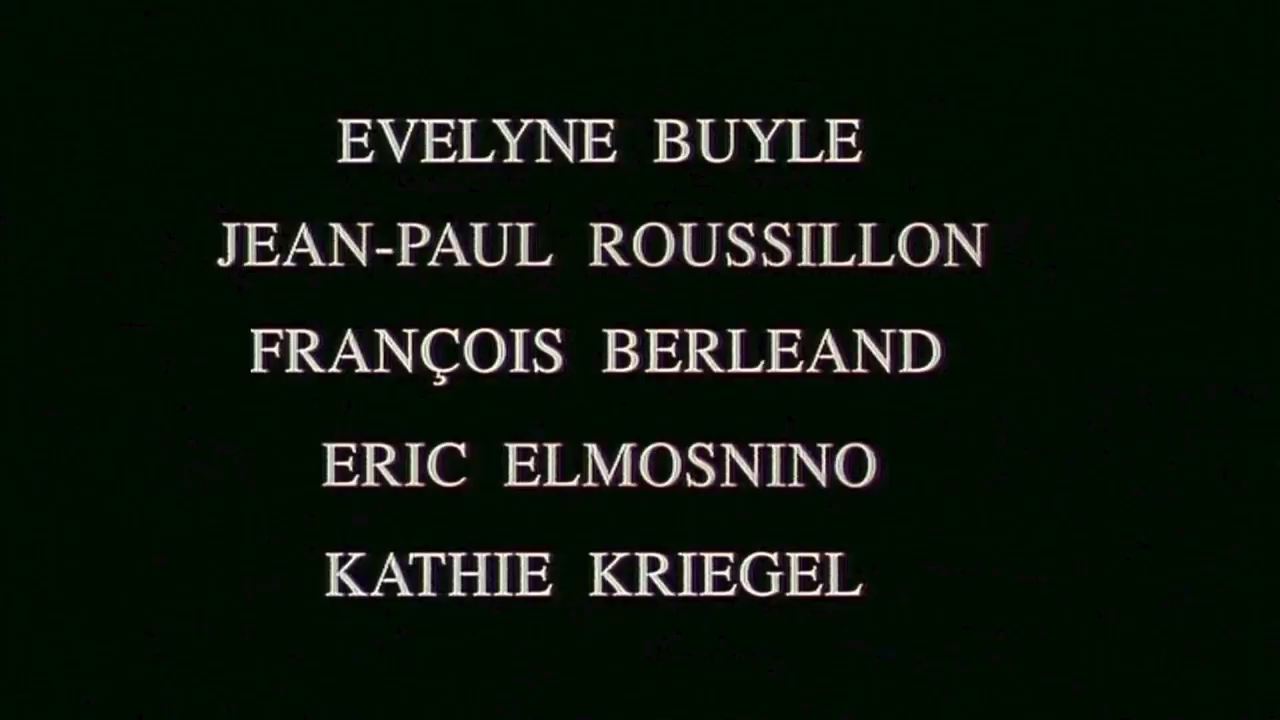 EVELYNE BUYLE
JEAN-PAUL ROUSSILLON
FRANÇOIS BERLEAND
ERIC ELMOSNINO
KATHIE KRIEGEL